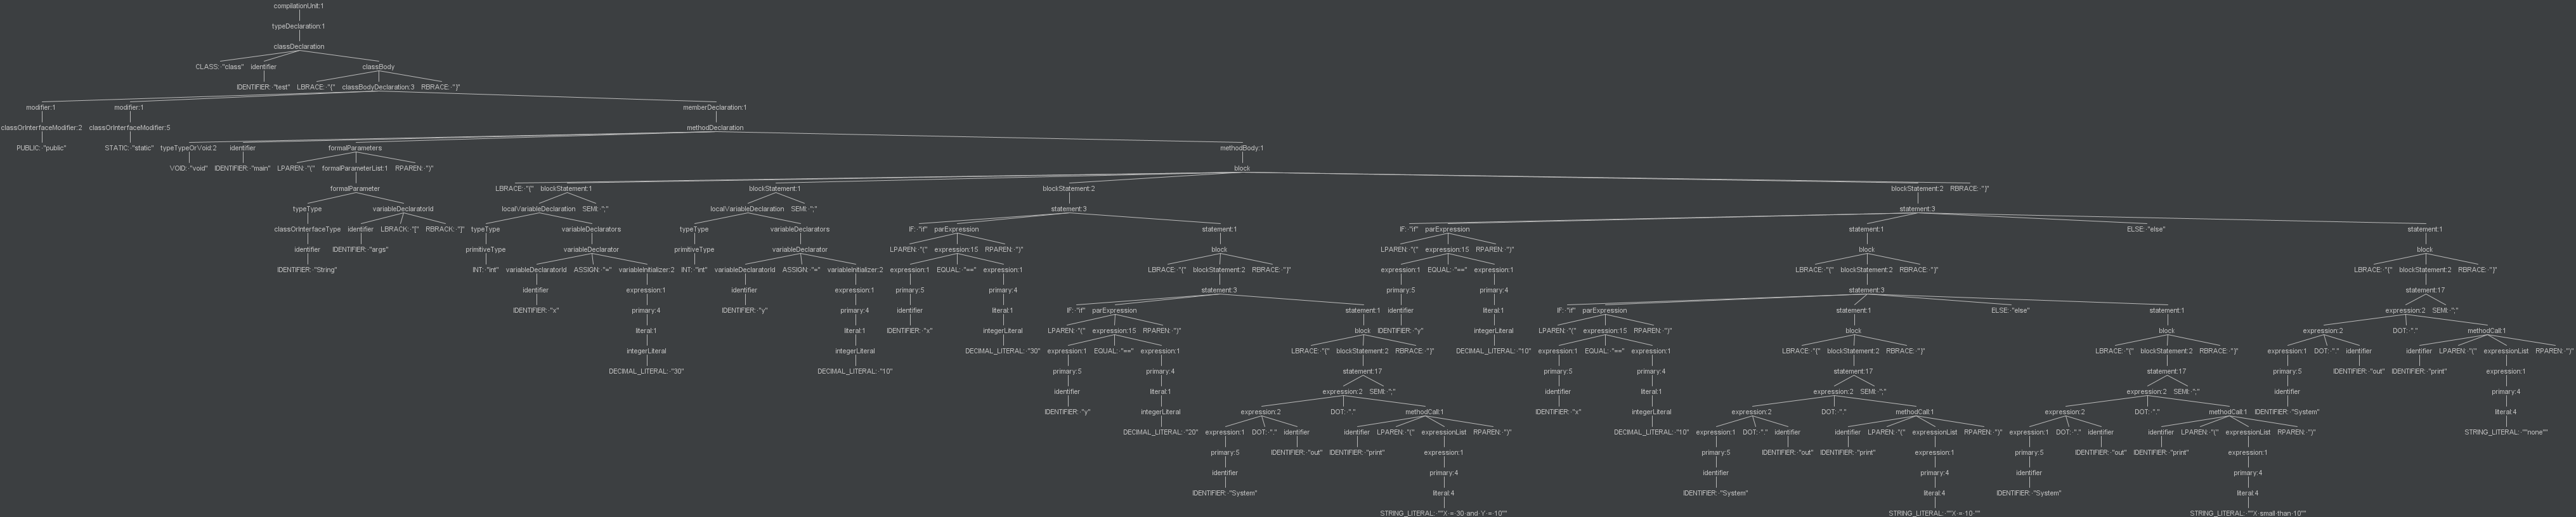 compilationUnit:1
typeDeclaration:1
classDeclaration
CLASS:·"class" identifier classBody
IDENTIFIER:·"test" LBRACE:·"{" classBodyDeclaration:3 RBRACE:·"}"
modifier:1 modifier:1 memberDeclaration:1
classOrInterfaceModifier:2 classOrInterfaceModifier:5 methodDeclaration
PUBLIC:·"public" STATIC:·"static" typeTypeOrVoid:2 identifier formalParameters methodBody:1
VOID:·"void" IDENTIFIER:·"main" LPAREN:·"(" formalParameterList:1 RPAREN:·")" block
formalParameter LBRACE:·"{" blockStatement:1 blockStatement:1 blockStatement:2 blockStatement:2 RBRACE:·"}"
typeType variableDeclaratorId localVariableDeclaration SEMI:·";" localVariableDeclaration SEMI:·";" statement:3 statement:3
classOrInterfaceType identifier LBRACK:·"[" RBRACK:·"]" typeType variableDeclarators typeType variableDeclarators IF:·"if" parExpression statement:1 IF:·"if" parExpression statement:1 ELSE:·"else" statement:1
identifier IDENTIFIER:·"args" primitiveType variableDeclarator primitiveType variableDeclarator LPAREN:·"(" expression:15 RPAREN:·")" block LPAREN:·"(" expression:15 RPAREN:·")" block block
IDENTIFIER:·"String" INT:·"int" variableDeclaratorId ASSIGN:·"=" variableInitializer:2 INT:·"int" variableDeclaratorId ASSIGN:·"=" variableInitializer:2 expression:1 EQUAL:·"==" expression:1 LBRACE:·"{" blockStatement:2 RBRACE:·"}" expression:1 EQUAL:·"==" expression:1 LBRACE:·"{" blockStatement:2 RBRACE:·"}" LBRACE:·"{" blockStatement:2 RBRACE:·"}"
identifier expression:1 identifier expression:1 primary:5 primary:4 statement:3 primary:5 primary:4 statement:3 statement:17
IDENTIFIER:·"x" primary:4 IDENTIFIER:·"y" primary:4 identifier literal:1 IF:·"if" parExpression statement:1 identifier literal:1 IF:·"if" parExpression statement:1 ELSE:·"else" statement:1 expression:2 SEMI:·";"
literal:1 literal:1 IDENTIFIER:·"x" integerLiteral LPAREN:·"(" expression:15 RPAREN:·")" block IDENTIFIER:·"y" integerLiteral LPAREN:·"(" expression:15 RPAREN:·")" block block expression:2 DOT:·"." methodCall:1
integerLiteral integerLiteral DECIMAL_LITERAL:·"30" expression:1 EQUAL:·"==" expression:1 LBRACE:·"{" blockStatement:2 RBRACE:·"}" DECIMAL_LITERAL:·"10" expression:1 EQUAL:·"==" expression:1 LBRACE:·"{" blockStatement:2 RBRACE:·"}" LBRACE:·"{" blockStatement:2 RBRACE:·"}" expression:1 DOT:·"." identifier identifier LPAREN:·"(" expressionList RPAREN:·")"
DECIMAL_LITERAL:·"30" DECIMAL_LITERAL:·"10" primary:5 primary:4 statement:17 primary:5 primary:4 statement:17 statement:17 primary:5 IDENTIFIER:·"out" IDENTIFIER:·"print" expression:1
identifier literal:1 expression:2 SEMI:·";" identifier literal:1 expression:2 SEMI:·";" expression:2 SEMI:·";" identifier primary:4
IDENTIFIER:·"y" integerLiteral expression:2 DOT:·"." methodCall:1 IDENTIFIER:·"x" integerLiteral expression:2 DOT:·"." methodCall:1 expression:2 DOT:·"." methodCall:1 IDENTIFIER:·"System" literal:4
DECIMAL_LITERAL:·"20" expression:1 DOT:·"." identifier identifier LPAREN:·"(" expressionList RPAREN:·")" DECIMAL_LITERAL:·"10" expression:1 DOT:·"." identifier identifier LPAREN:·"(" expressionList RPAREN:·")" expression:1 DOT:·"." identifier identifier LPAREN:·"(" expressionList RPAREN:·")" STRING_LITERAL:·""none""
primary:5 IDENTIFIER:·"out" IDENTIFIER:·"print" expression:1 primary:5 IDENTIFIER:·"out" IDENTIFIER:·"print" expression:1 primary:5 IDENTIFIER:·"out" IDENTIFIER:·"print" expression:1
identifier primary:4 identifier primary:4 identifier primary:4
IDENTIFIER:·"System" literal:4 IDENTIFIER:·"System" literal:4 IDENTIFIER:·"System" literal:4
STRING_LITERAL:·""X·=·30·and·Y·=·10"" STRING_LITERAL:·""X·=·10·"" STRING_LITERAL:·""X·small·than·10""